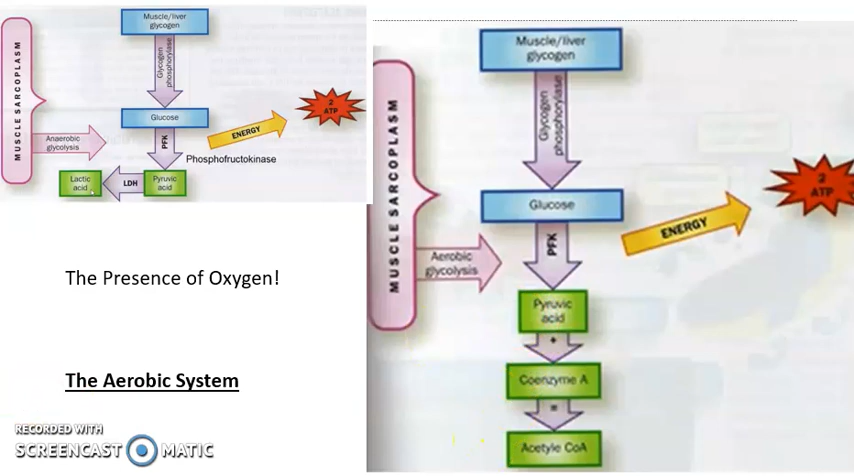 Muscle/liver
glycogen
Glycogen
phosphorylase
MUSCLE SARCOPLASM
Glucose
2
ATP
ENERGY
Anaerobic
glycolysis
PFK
Phosphofructokinase
Lactic
acid
LDH
Pyruvic
acid
The Presence of Oxygen!
The Aerobic System
RECORDED WITH
SCREENCAST MATIC
Muscle/liver
glycogen
Glycogen
phosphorylase
MUSCLE SARCOPLASM
Glucose
2
ATP
ENERGY
PFK
Aerobic
glycolysis
Pyruvic
acid
+
Coenzyme A
=
Acetyle CoA